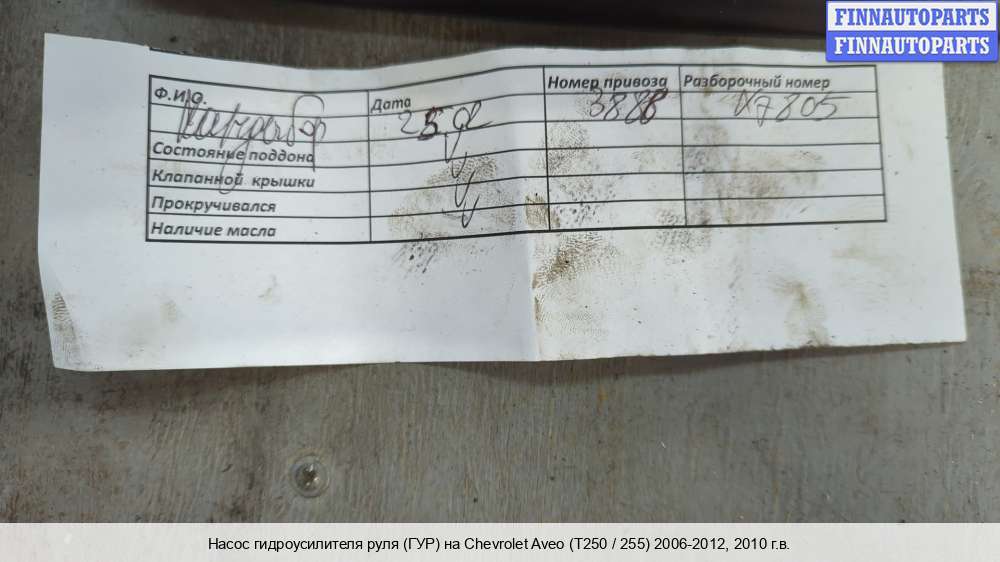 FINNAUTOPARTS
FINNAUTOPARTS
Ф.И.О. Дата Номер привоза Разборочный номер
3888 X7805
Состояние поддона
Клапанной крышки
Прокручивался
Наличие масла
Насос гидроусилителя руля (ГУР) на Chevrolet Aveo (T250 / 255) 2006-2012, 2010 г.в.